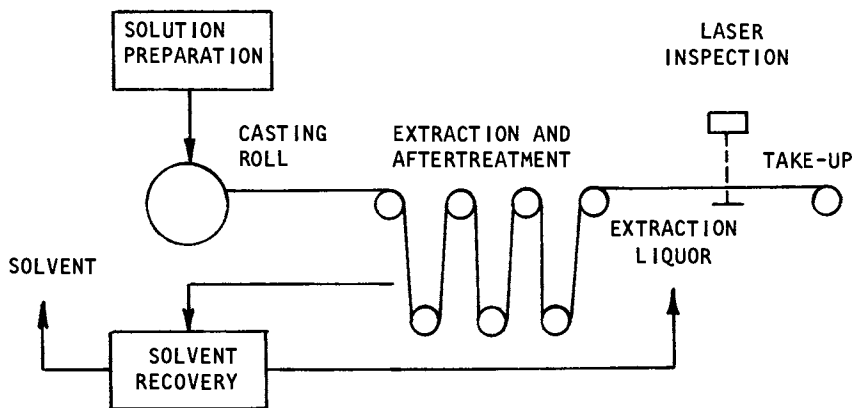 SOLUTION
PREPARATION
LASER
INSPECTION
CASTING
ROLL
EXTRACTION AND
AFTERTREATMENT
TAKE-UP
EXTRACTION
LIQUOR
SOLVENT
SOLVENT
RECOVERY